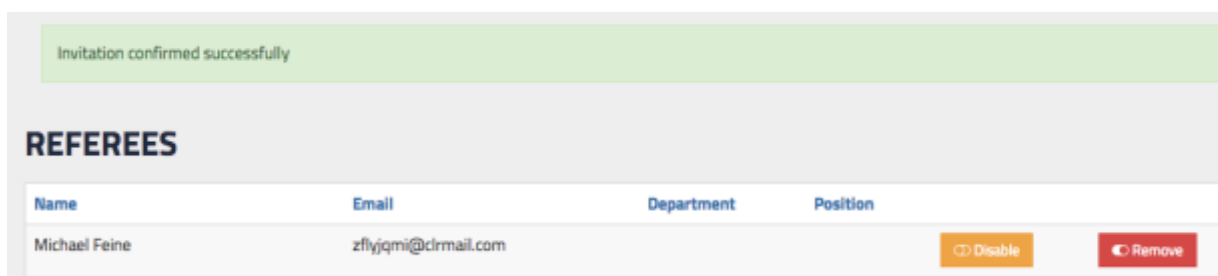 Invitation confirmed successfully
REFEREES
Name Email Department Position
Michael Feine zflyjqmi@clrmail.com Disable Remove